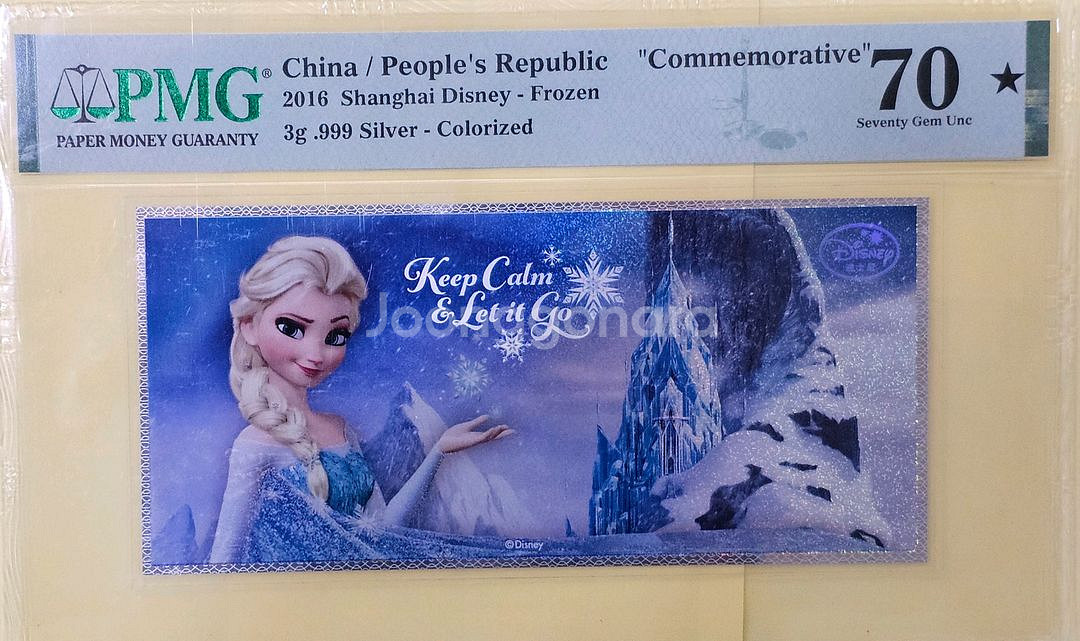 PMG®
PAPER MONEY GUARANTY
China / People's Republic
2016 Shanghai Disney - Frozen
3g .999 Silver - Colorized
"Commemorative"
70 ★
Seventy Gem Unc
Keep Calm
& Let it Go
Joonggonara
Disney
©Disney